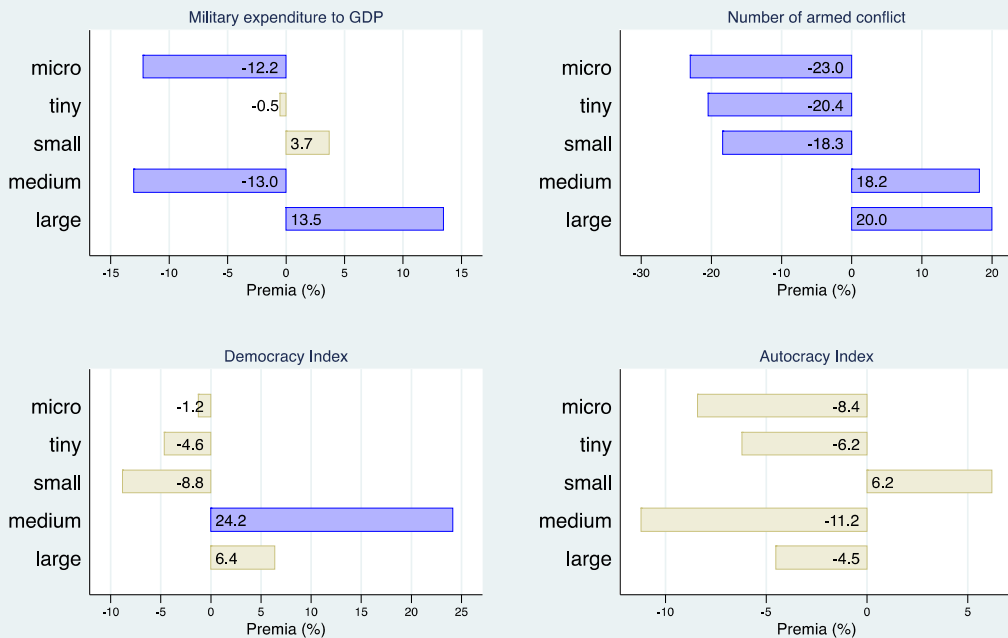 Military expenditure to GDP
micro -12.2
tiny -0.5
small 3.7
medium -13.0
large 13.5
-15 -10 -5 0 5 10 15
Premia (%)
Number of armed conflict
micro -23.0
tiny -20.4
small -18.3
medium 18.2
large 20.0
-30 -20 -10 0 10 20
Premia (%)
Democracy Index
micro -1.2
tiny -4.6
small -8.8
medium 24.2
large 6.4
-10 -5 0 5 10 15 20 25
Premia (%)
Autocracy Index
micro -8.4
tiny -6.2
small 6.2
medium -11.2
large -4.5
-10 -5 0 5
Premia (%)